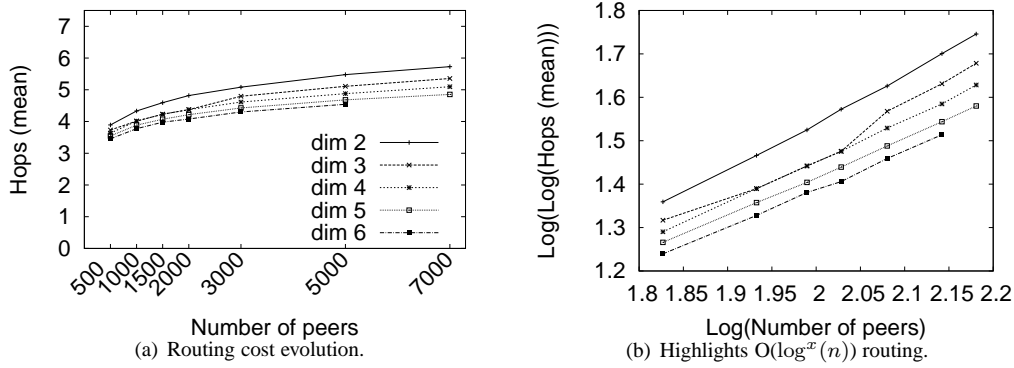 7
6
5
4
3
2
1
0
Hops (mean)
dim 2
dim 3
dim 4
dim 5
dim 6
500
1000
1500
2000
3000
5000
7000
Number of peers
(a) Routing cost evolution.
1.8
1.7
1.6
1.5
1.4
1.3
1.2
Log(Log(Hops (mean)))
1.8 1.85 1.9 1.95 2 2.05 2.1 2.15 2.2
Log(Number of peers)
(b) Highlights O(log^x(n)) routing.